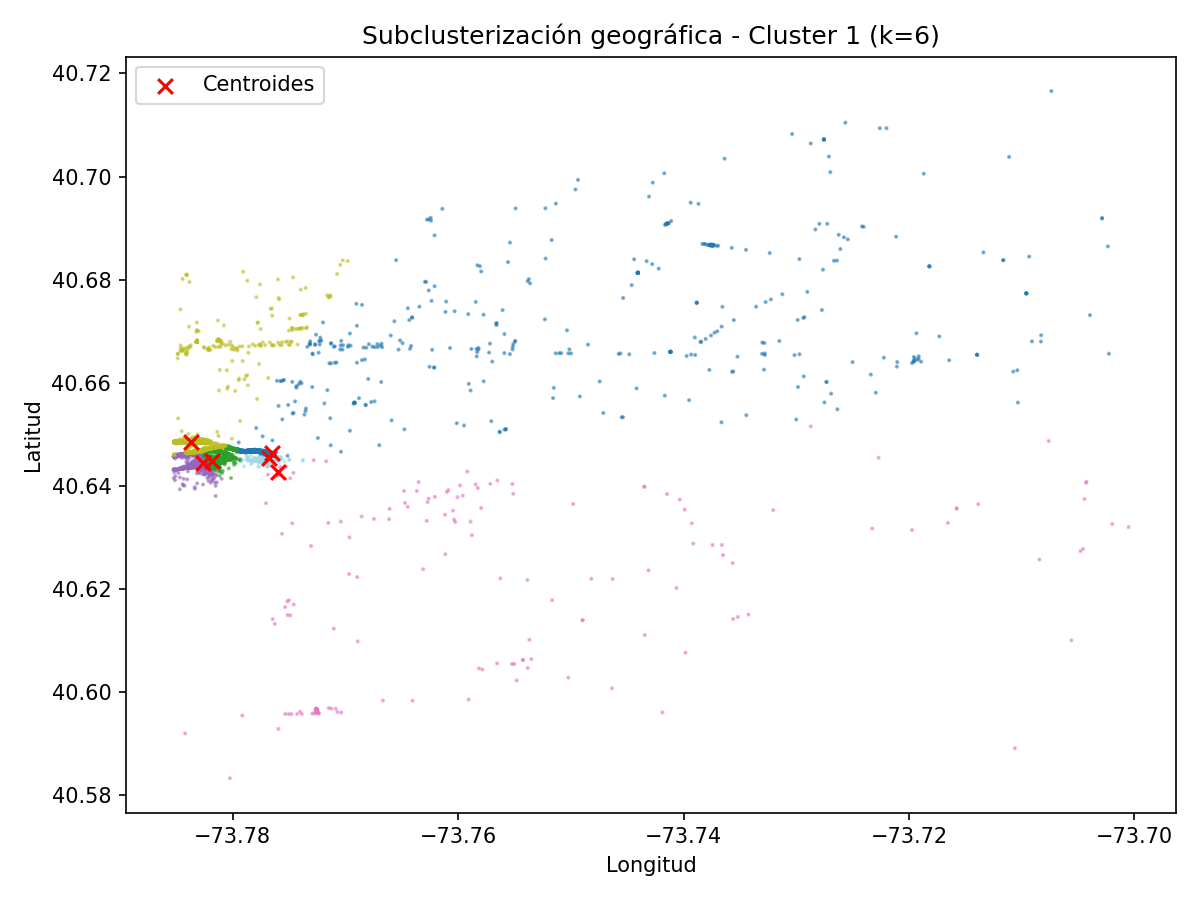 Subclusterización geográfica - Cluster 1 (k=6)
Centroides
40.72
40.70
40.68
40.66
40.64
40.62
40.60
40.58
Latitud
−73.78 −73.76 −73.74 −73.72 −73.70
Longitud